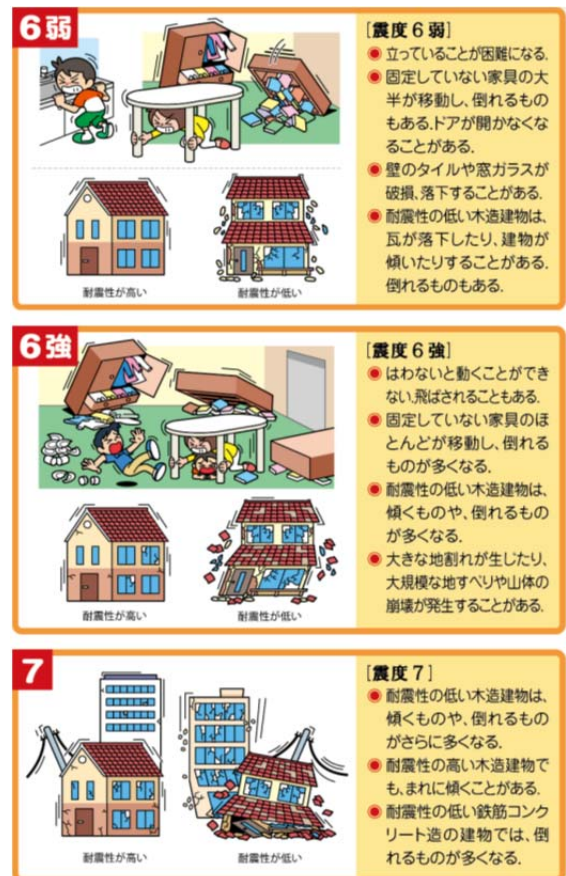 6弱
耐震性が高い
耐震性が低い
[震度6弱]
●立っていることが困難になる.
●固定していない家具の大
半が移動し、倒れるもの
もある.ドアが開かなくな
ることがある.
●壁のタイルや窓ガラスが
破損、落下することがある.
●耐震性の低い木造建物は、
瓦が落下したり、建物が
傾いたりすることがある.
倒れるものもある.
6強
耐震性が高い
耐震性が低い
[震度6強]
●はわないと動くことができ
ない.飛ばされることもある.
●固定していない家具のほ
とんどが移動し、倒れる
ものが多くなる.
●耐震性の低い木造建物は、
傾くものや、倒れるもの
が多くなる.
●大きな地割れが生じたり、
大規模な地すべりや山体の
崩壊が発生することがある.
7
耐震性が高い
耐震性が低い
[震度7]
●耐震性の低い木造建物は、
傾くものや、倒れるもの
がさらに多くなる.
●耐震性の高い木造建物で
も、まれに傾くことがある.
●耐震性の低い鉄筋コンク
リート造の建物では、倒
れるものが多くなる.